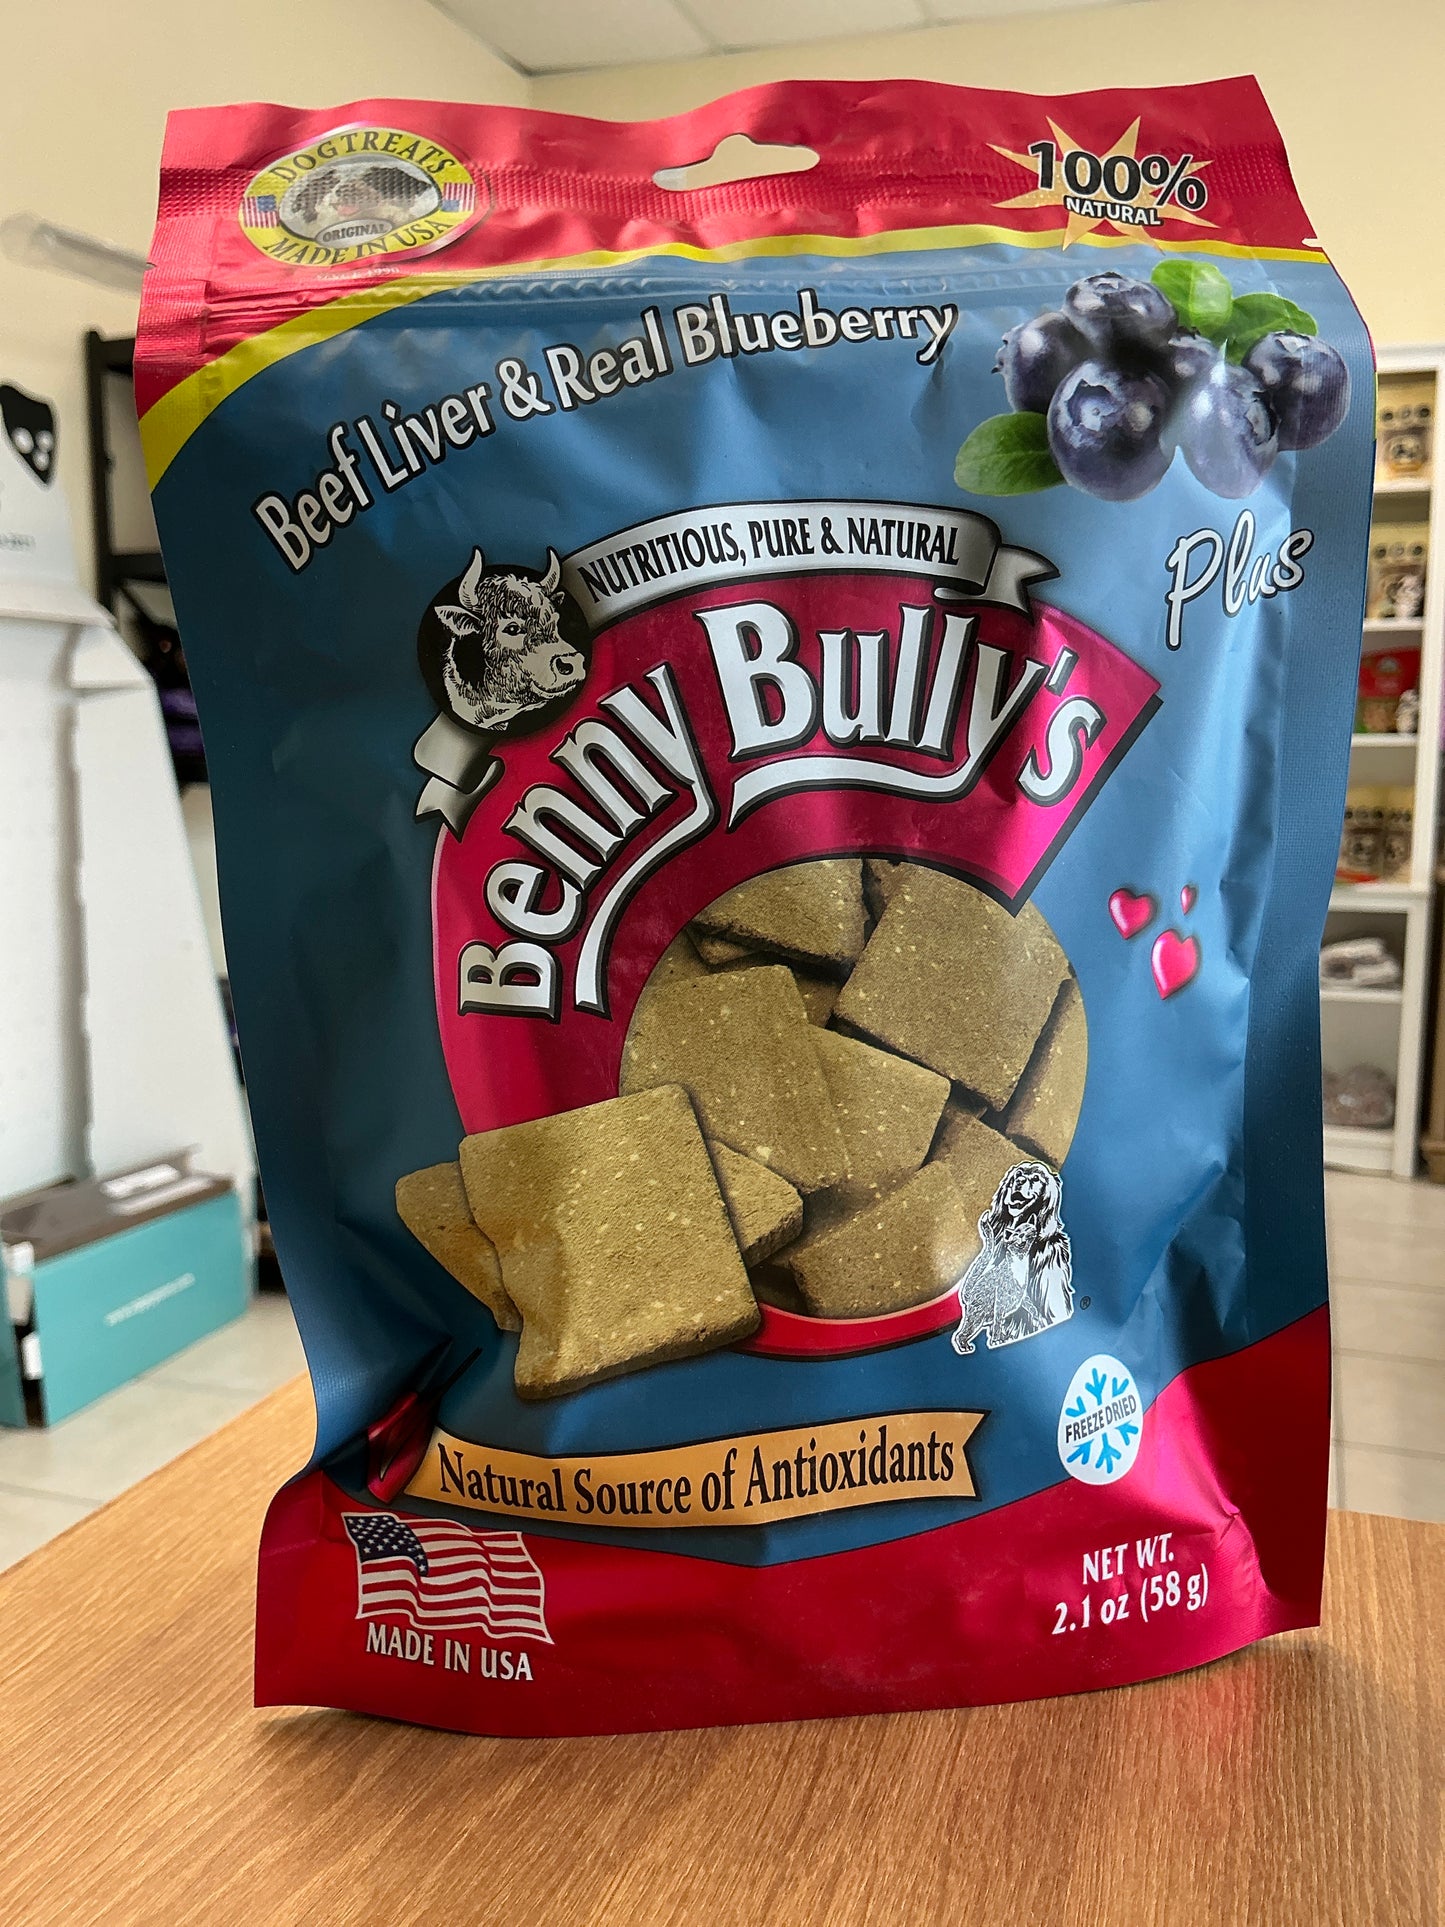 DOGTREATS
ORIGINAL
MADE IN USA
100%
NATURAL
Beef Liver & Real Blueberry
Plus
NUTRITIOUS, PURE & NATURAL
Benny Bully's
®
FREEZE DRIED
Natural Source of Antioxidants
MADE IN USA
NET WT.
2.1 oz (58 g)